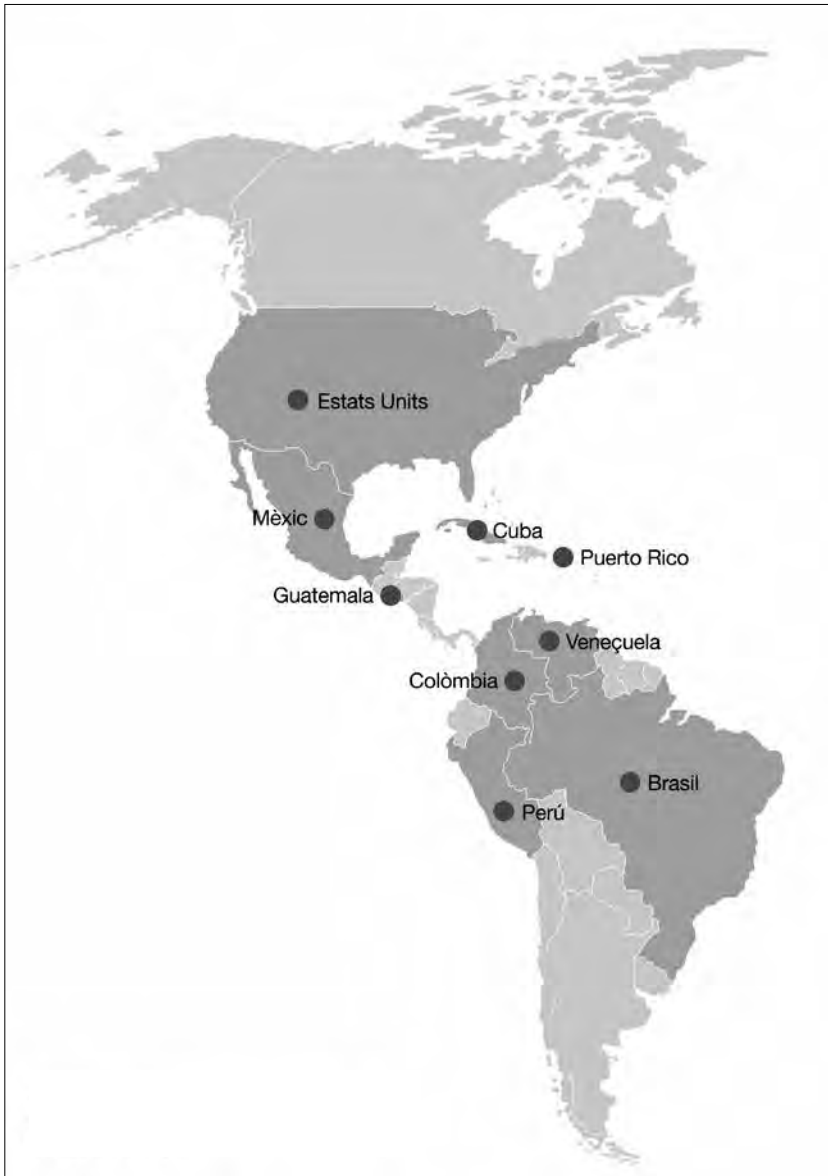 Estats Units
Mèxic
Cuba
Puerto Rico
Guatemala
Veneçuela
Colòmbia
Brasil
Perú